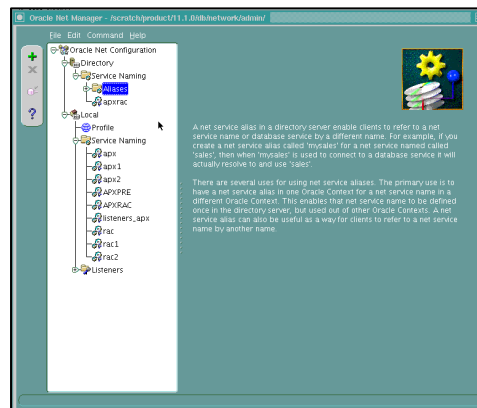 Oracle Net Manager - /scratch/product/11.1.0/db/network/admin/
File Edit Command Help
Oracle Net Configuration
Directory
Service Naming
Aliases
apxrac
Local
Profile
Service Naming
apx
apx1
apx2
APXPRE
APXRAC
listeners_apx
rac
rac1
rac2
Listeners
A net service alias in a directory server enable clients to refer to a net
service name or database service by a different name. For example, if you
create a net service alias called 'mysales' for a net service named called
'sales', then when 'mysales' is used to connect to a database service it will
actually resolve to and use 'sales'.
There are several uses for using net service aliases. The primary use is to
have a net service alias in one Oracle Context for a net service name in a
different Oracle Context. This enables that net service name to be defined
once in the directory server, but used out of other Oracle Contexts. A net
service alias can also be useful as a way for clients to refer to a net service
name by another name.